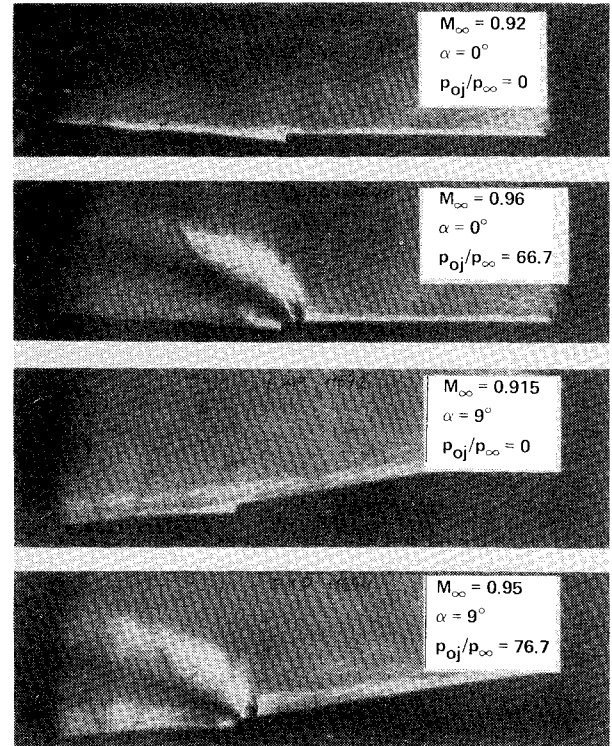 M∞ = 0.92
α = 0°
poj/p∞ = 0
M∞ = 0.96
α = 0°
poj/p∞ = 66.7
M∞ = 0.915
α = 9°
poj/p∞ = 0
M∞ = 0.95
α = 9°
poj/p∞ = 76.7